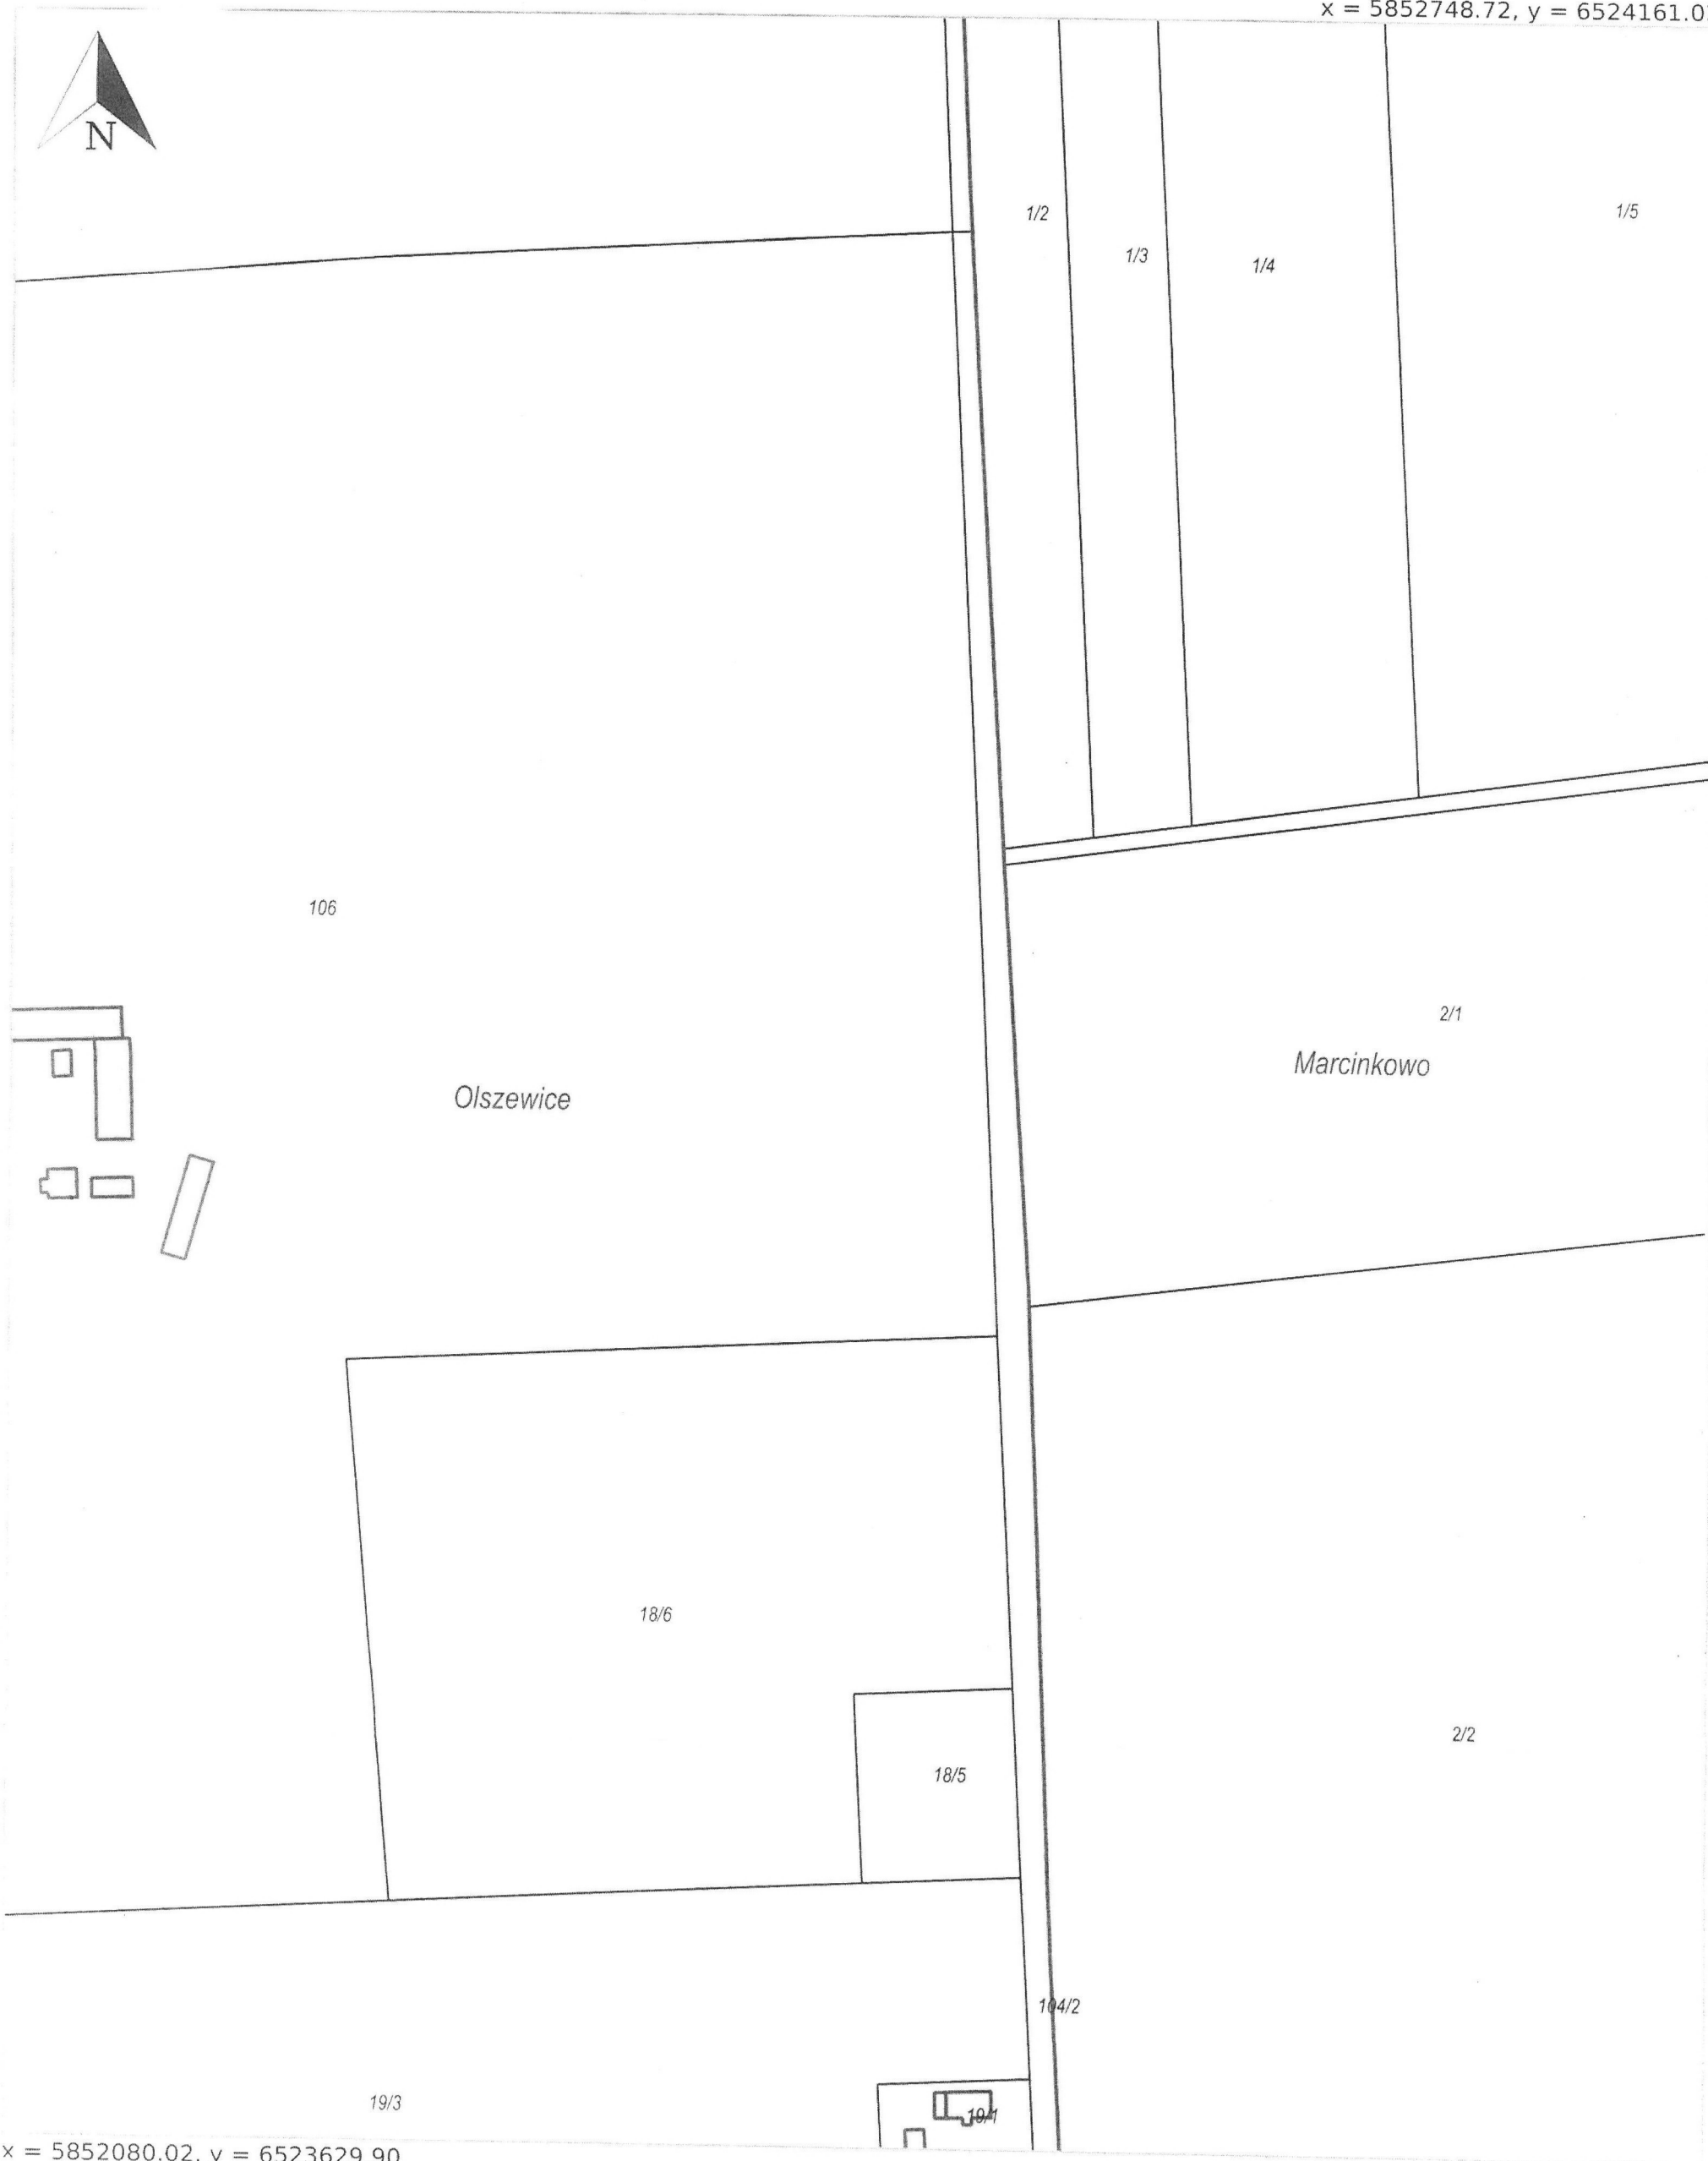 x = 5852748.72, y = 6524161.0
N
1/2
1/5
1/3
1/4
106
2/1
Marcinkowo
Olszewice
18/6
2/2
18/5
104/2
19/3
19/1
x = 5852080.02, y = 6523629.90